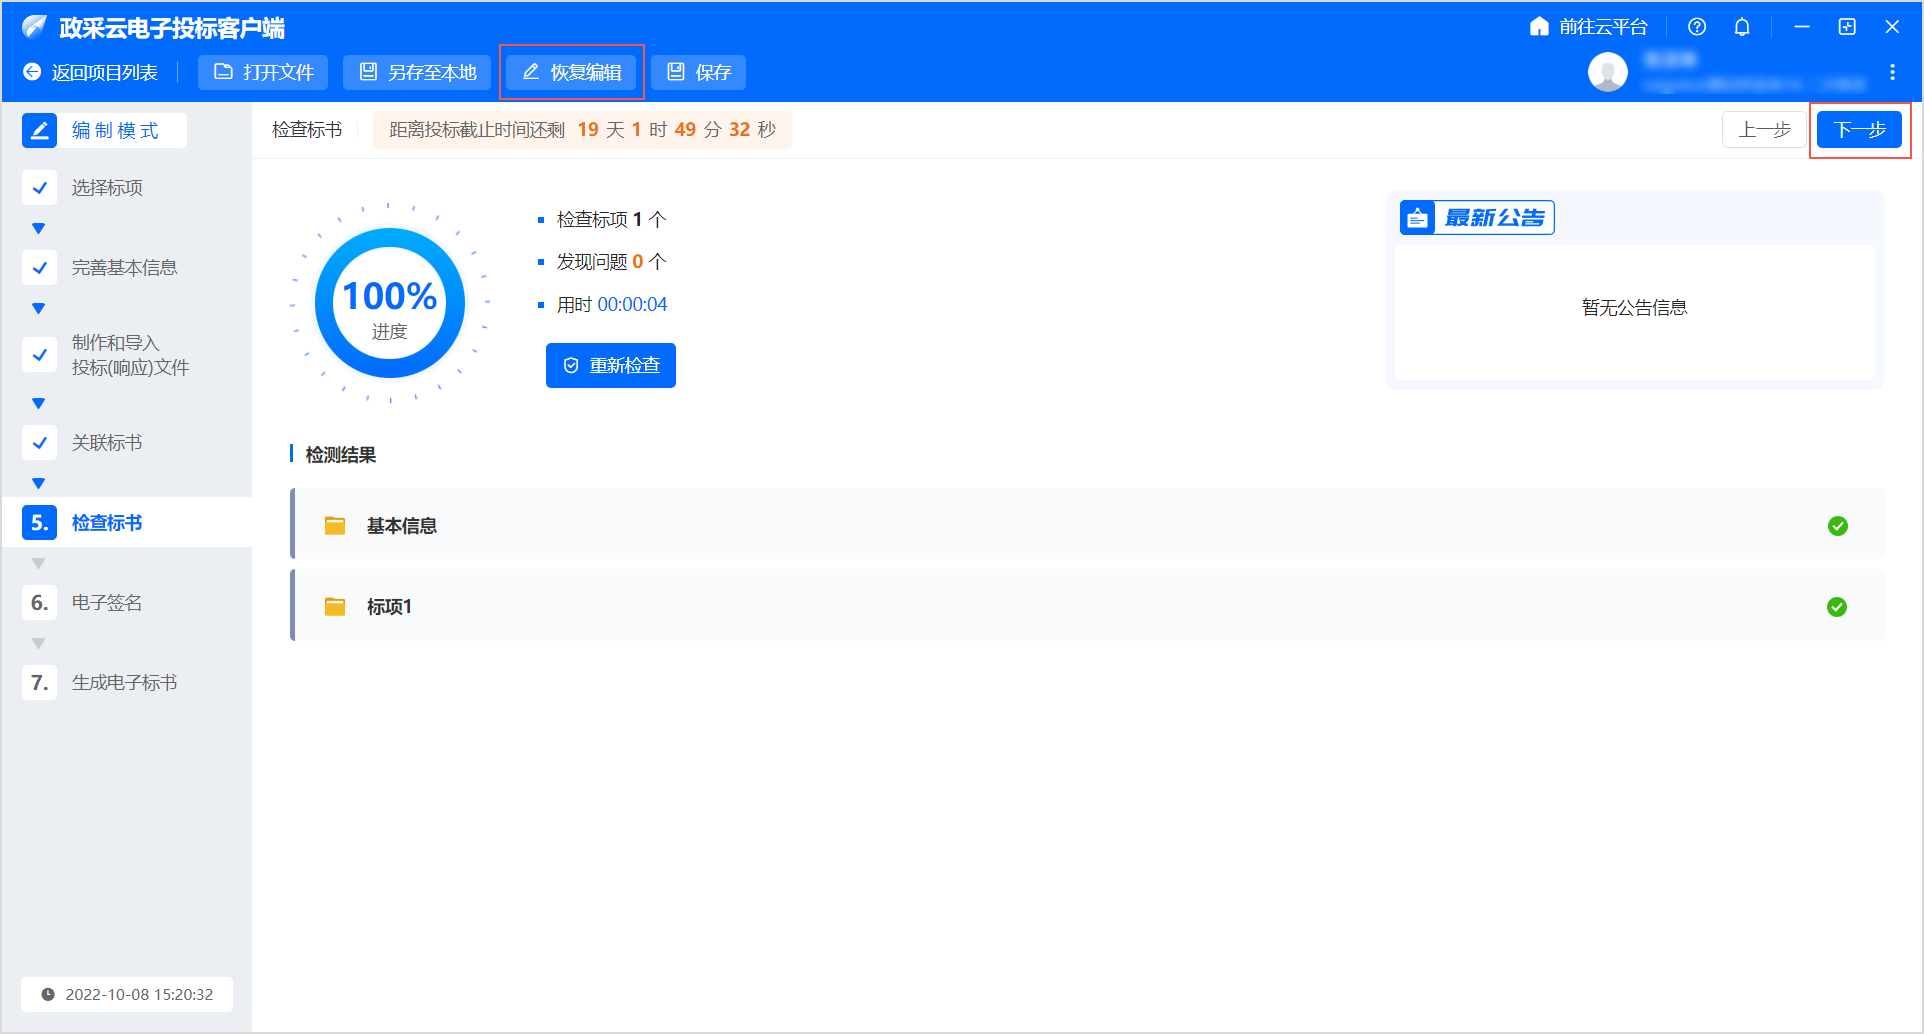 政采云电子投标客户端
前往云平台
返回项目列表
打开文件
另存至本地
恢复编辑
保存
编制模式
选择标项
完善基本信息
制作和导入
投标(响应)文件
关联标书
5. 检查标书
6. 电子签名
7. 生成电子标书
2022-10-08 15:20:32
检查标书
距离投标截止时间还剩 19 天 1 时 49 分 32 秒
上一步
下一步
100%
进度
检查标项 1 个
发现问题 0 个
用时 00:00:04
重新检查
最新公告
暂无公告信息
检测结果
基本信息
标项1